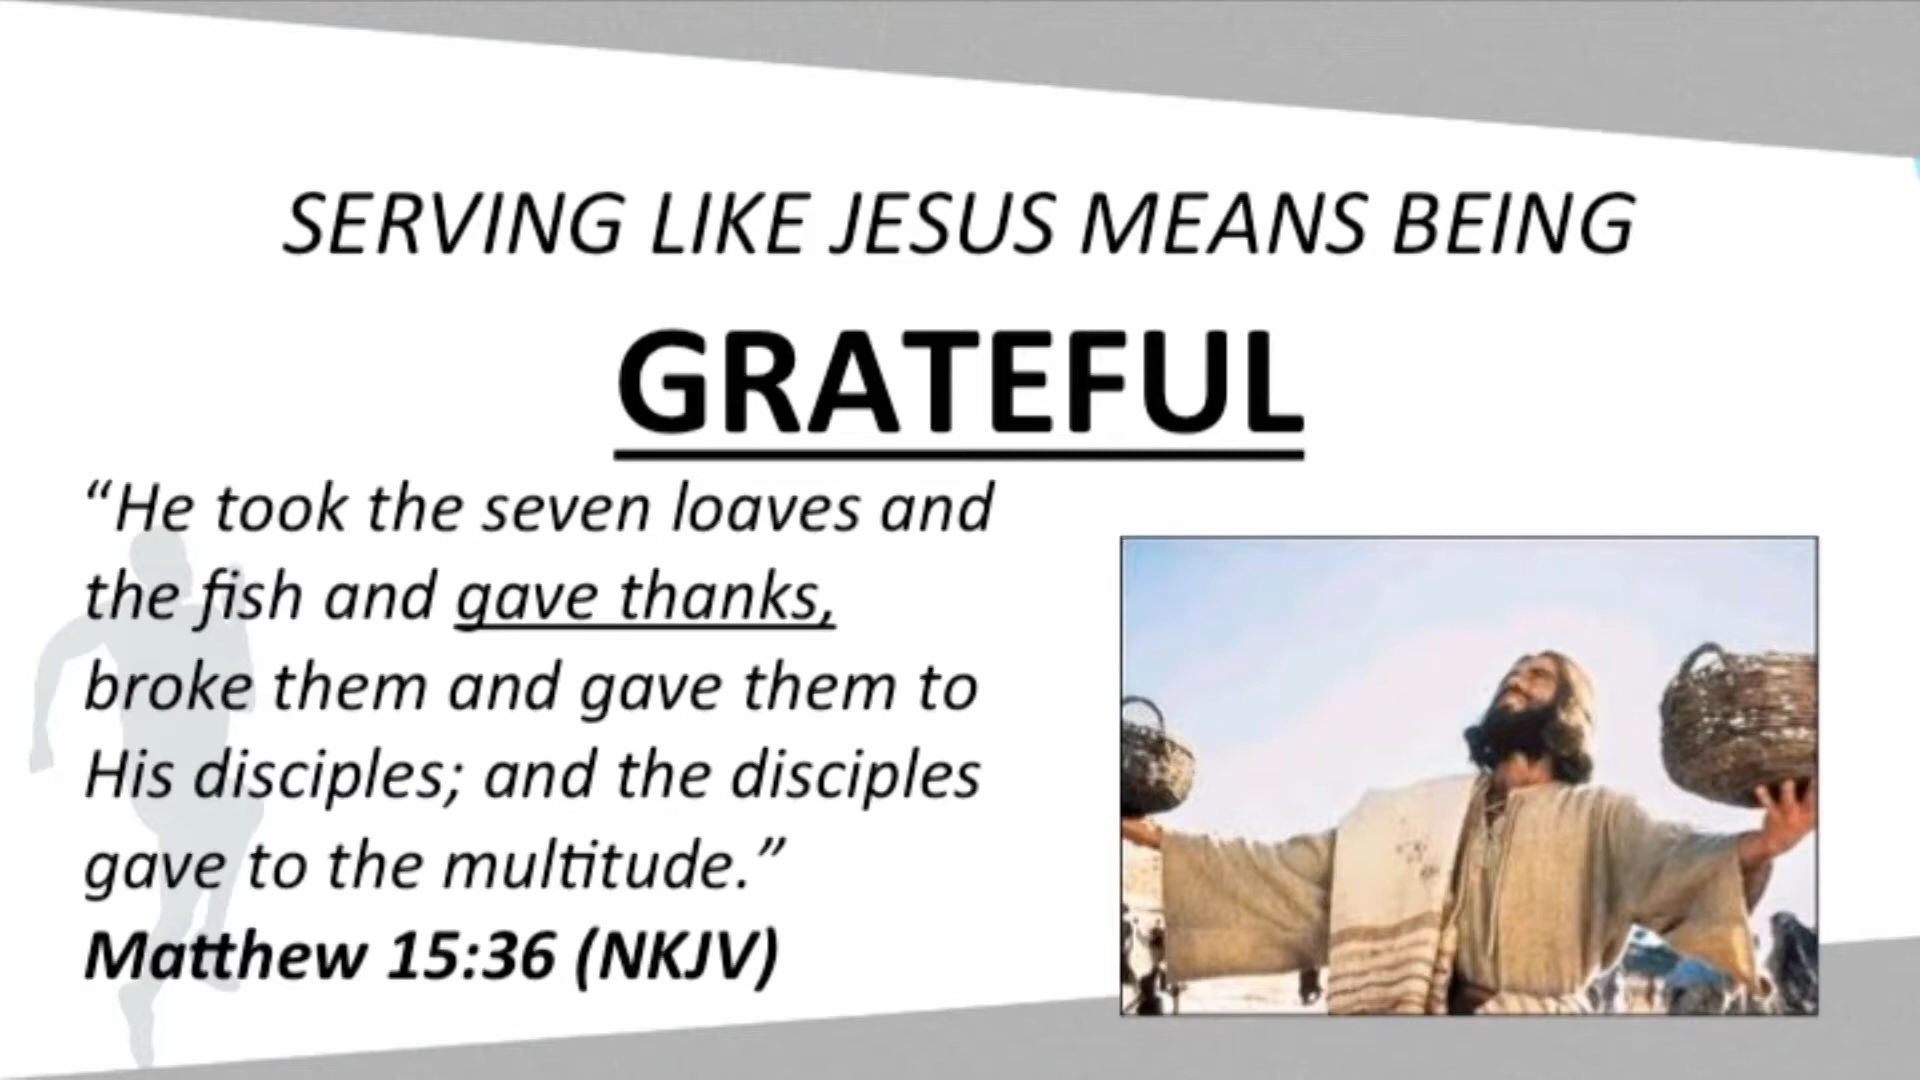 SERVING LIKE JESUS MEANS BEING
GRATEFUL
“He took the seven loaves and
the fish and gave thanks,
broke them and gave them to
His disciples; and the disciples
gave to the multitude.”
Matthew 15:36 (NKJV)